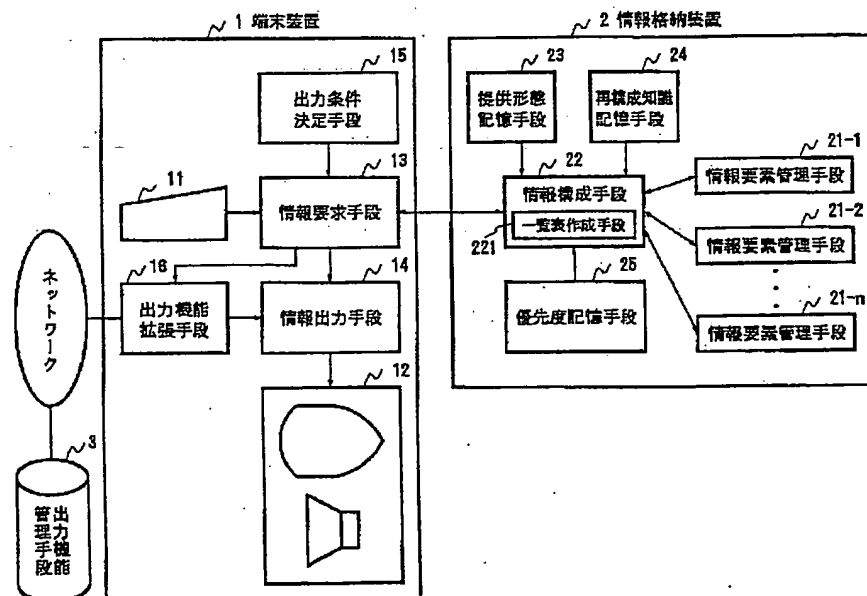 1 端末装置
2 情報格納装置
15
出力条件
決定手段
23
提供形態
記憶手段
24
再構成知識
記憶手段
11
13
情報要求手段
22
情報構成手段
一覧表作成手段
221
21-1
情報要素管理手段
21-2
情報要素管理手段
21-n
情報要素管理手段
ネットワーク
16
出力機能
拡張手段
14
情報出力手段
25
優先度記憶手段
12
3
出力機能
管理手段